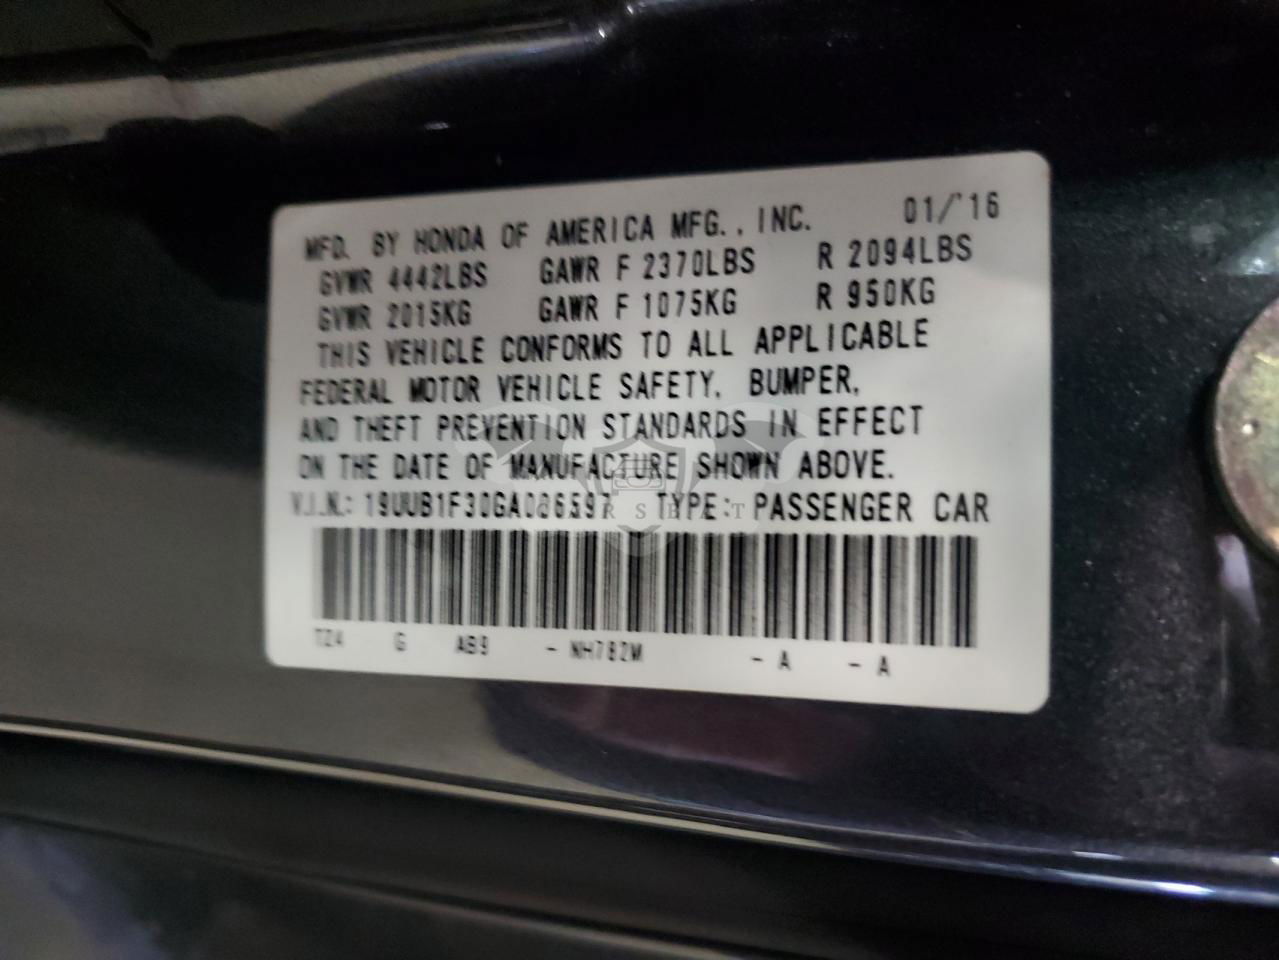 MFD. BY HONDA OF AMERICA MFG., INC. 01/'16
GVWR 4442LBS GAWR F 2370LBS R 2094LBS
GVWR 2015KG GAWR F 1075KG R 950KG
THIS VEHICLE CONFORMS TO ALL APPLICABLE
FEDERAL MOTOR VEHICLE SAFETY, BUMPER,
AND THEFT PREVENTION STANDARDS IN EFFECT
ON THE DATE OF MANUFACTURE SHOWN ABOVE.
V.I.N.: 19UUB1F30GA006597 TYPE: PASSENGER CAR
TZ4 G AB9 - NH782M - A - A